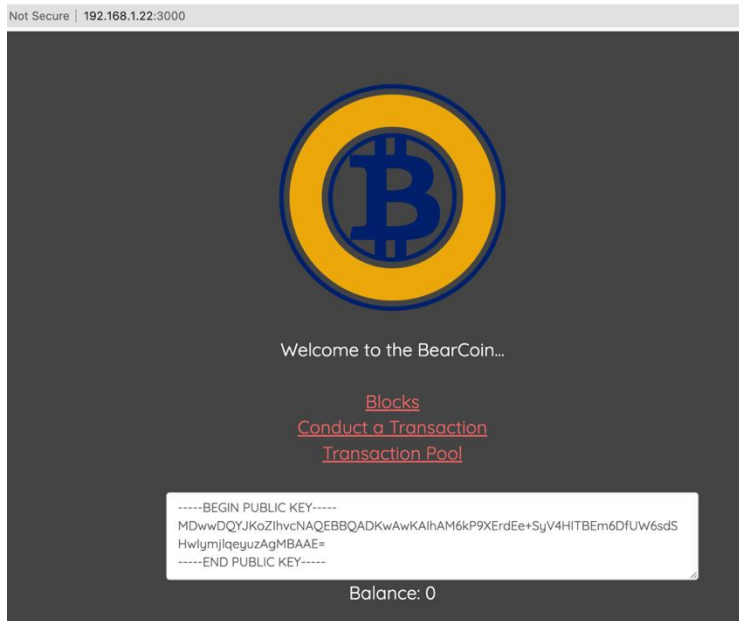 Not Secure | 192.168.1.22:3000
Welcome to the BearCoin...
Blocks
Conduct a Transaction
Transaction Pool
-----BEGIN PUBLIC KEY-----
MDwwDQYJKoZIhvcNAQEBBQADKwAwKAIhAM6kP9XErdEe+SyV4HITBEm6DfUW6sdS
HwIymjlqeyuzAgMBAAE=
-----END PUBLIC KEY-----
Balance: 0